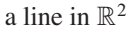 a line in ℝ²